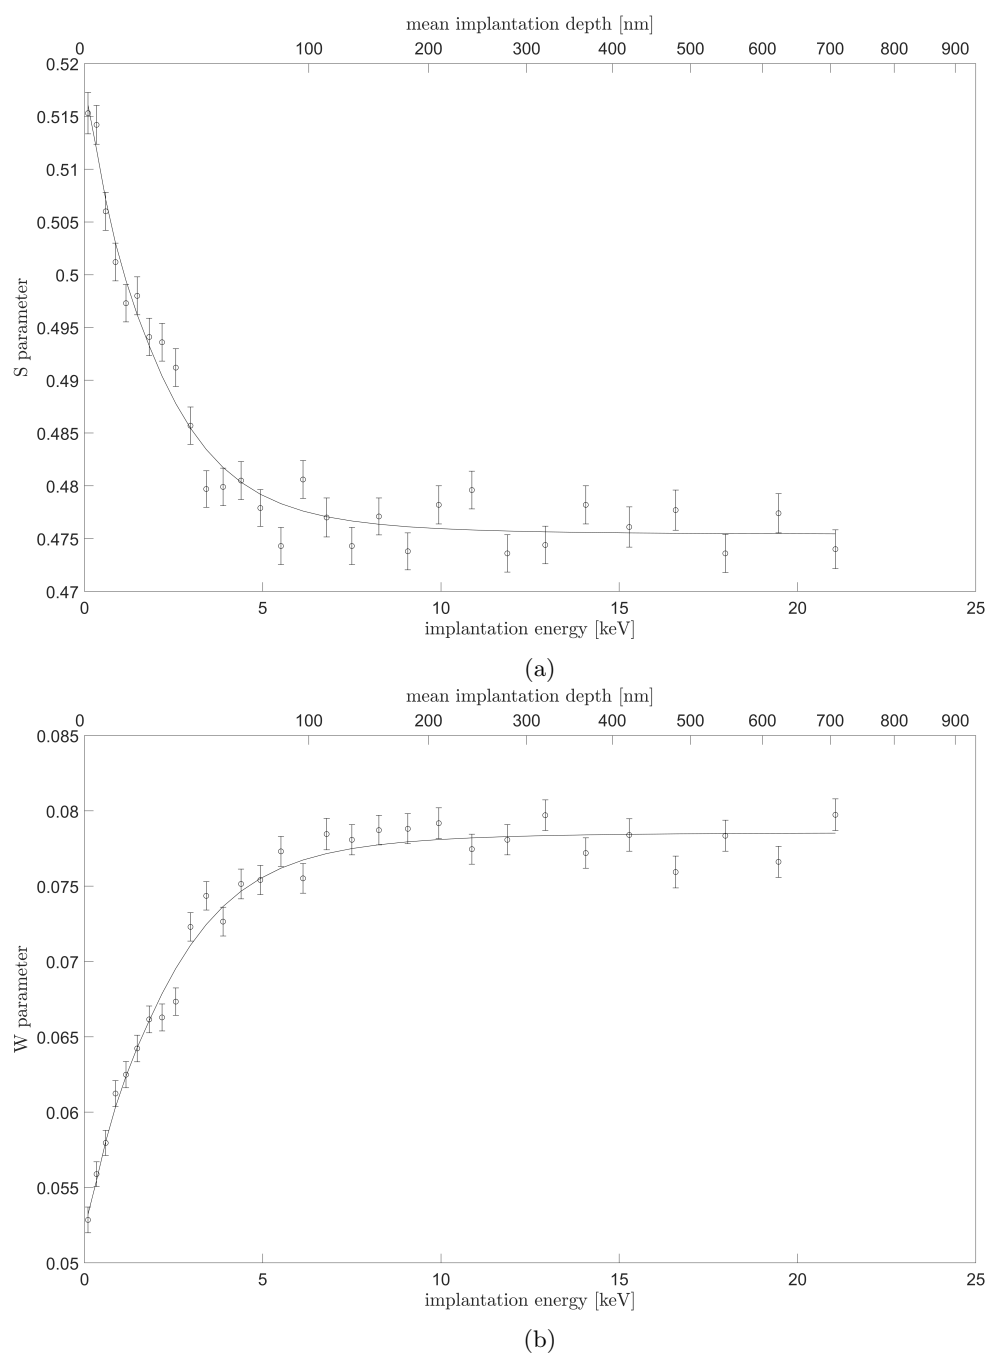 mean implantation depth [nm]
0 100 200 300 400 500 600 700 800 900
0.52
0.515
0.51
0.505
0.5
0.495
0.49
0.485
0.48
0.475
0.47
S parameter
0 5 10 15 20 25
implantation energy [keV]
(a)
mean implantation depth [nm]
0 100 200 300 400 500 600 700 800 900
0.085
0.08
0.075
0.07
0.065
0.06
0.055
0.05
W parameter
0 5 10 15 20 25
implantation energy [keV]
(b)